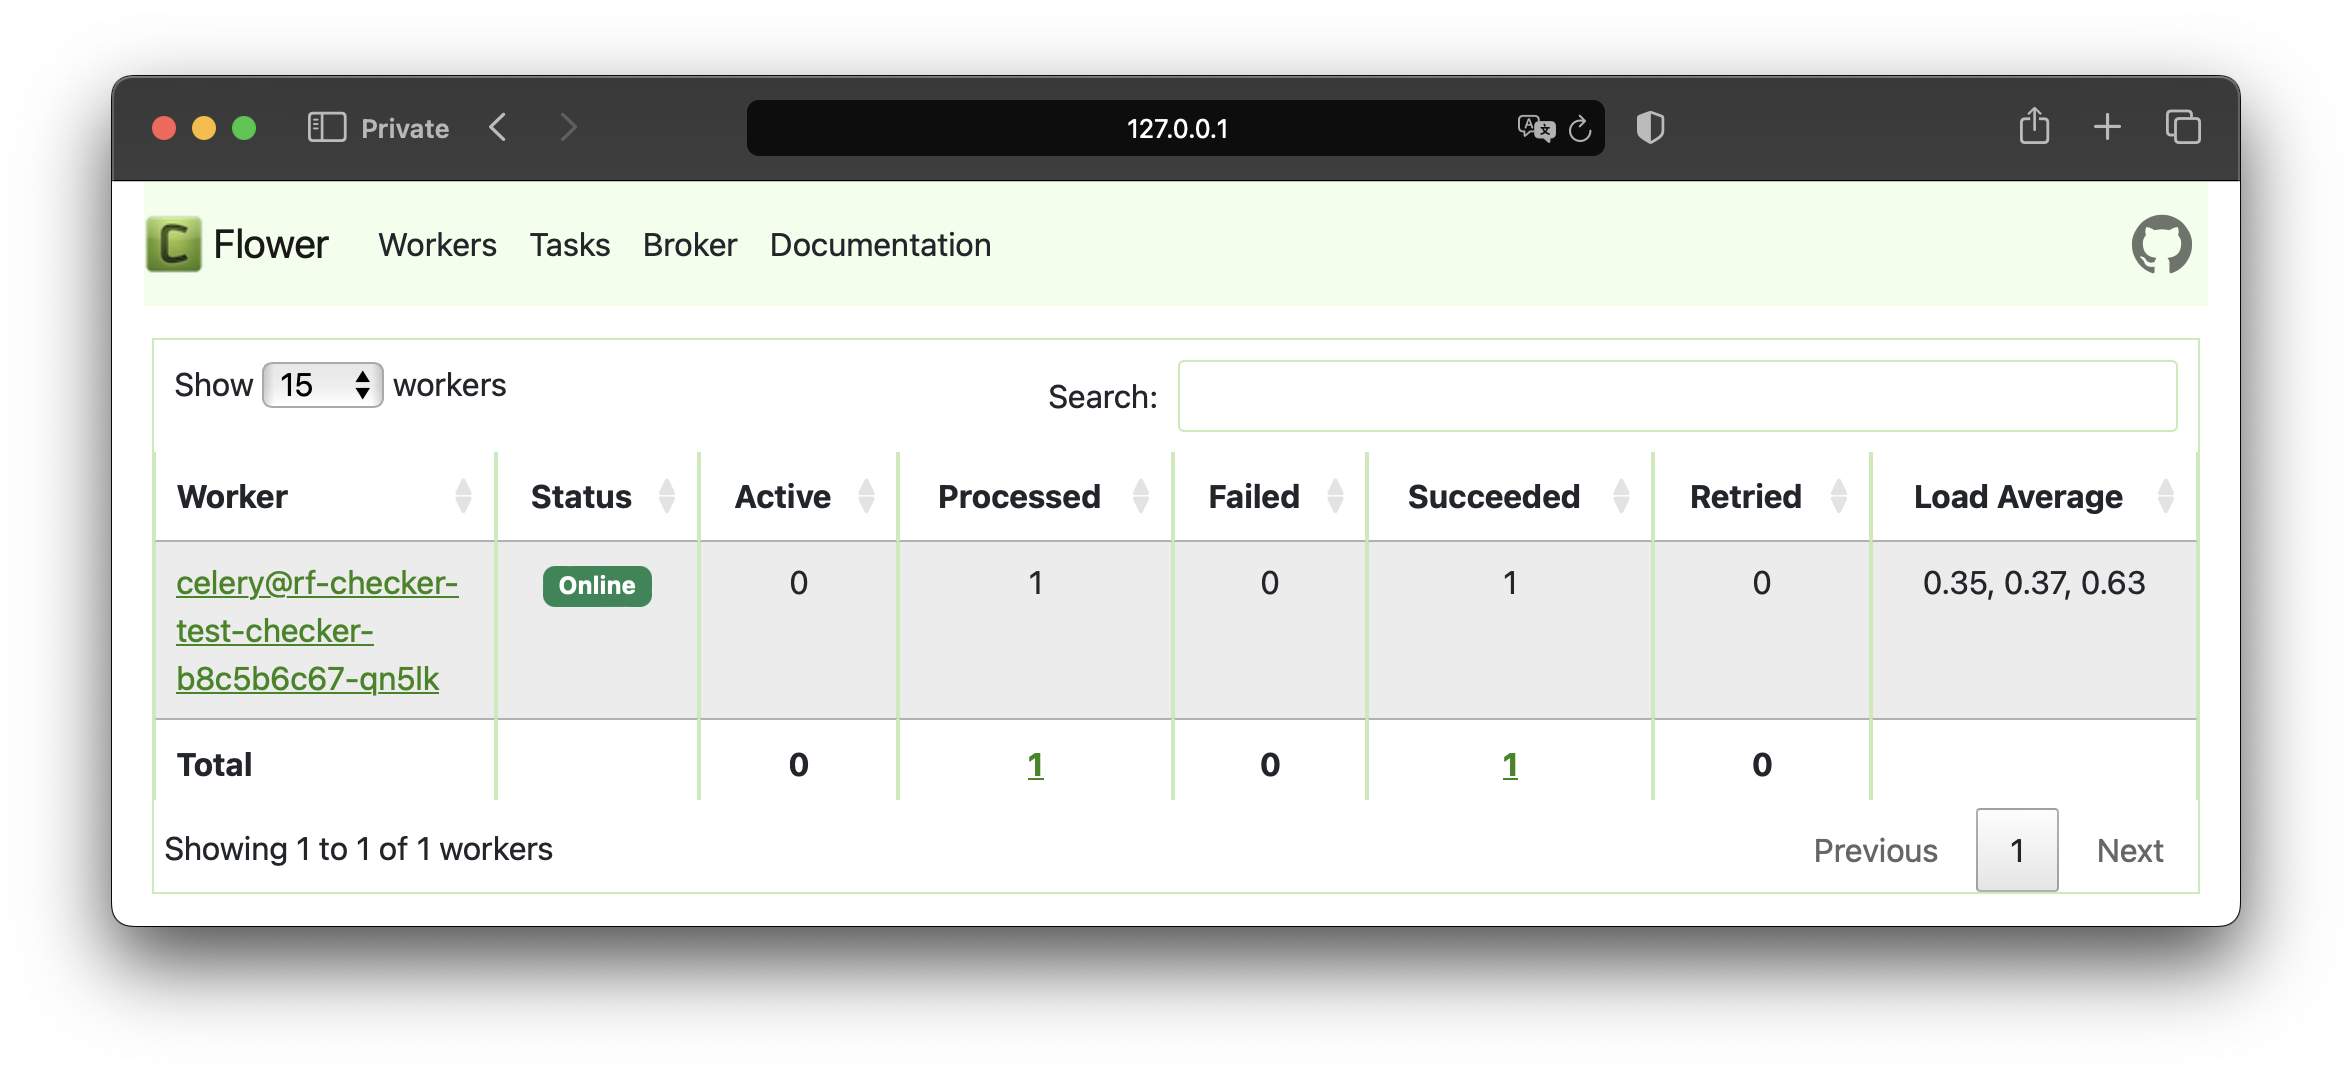 Private
127.0.0.1
C Flower Workers Tasks Broker Documentation
Show 15 workers
Search:
Worker Status Active Processed Failed Succeeded Retried Load Average
celery@rf-checker-
test-checker-
b8c5b6c67-qn5lk
Online 0 1 0 1 0 0.35, 0.37, 0.63
Total 0 1 0 1 0
Showing 1 to 1 of 1 workers
Previous 1 Next